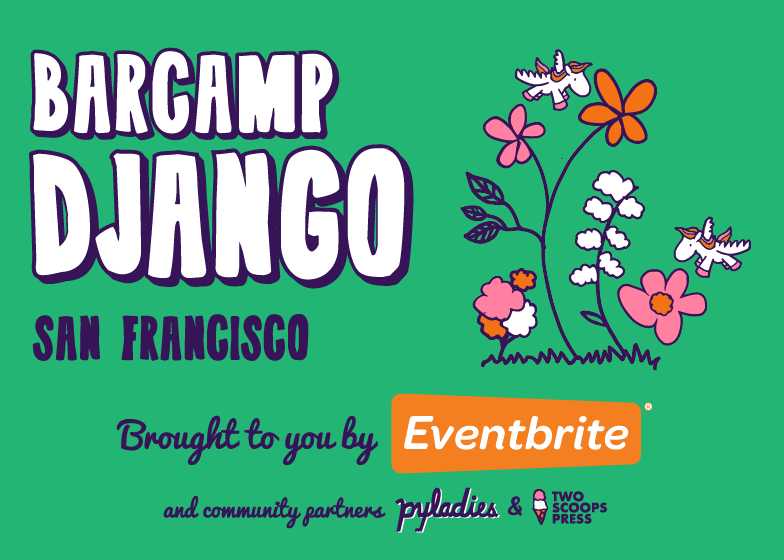 BARCAMP
DJANGO
SAN FRANCISCO
Brought to you by Eventbrite®
and community partners pyladies & TWO SCOOPS PRESS